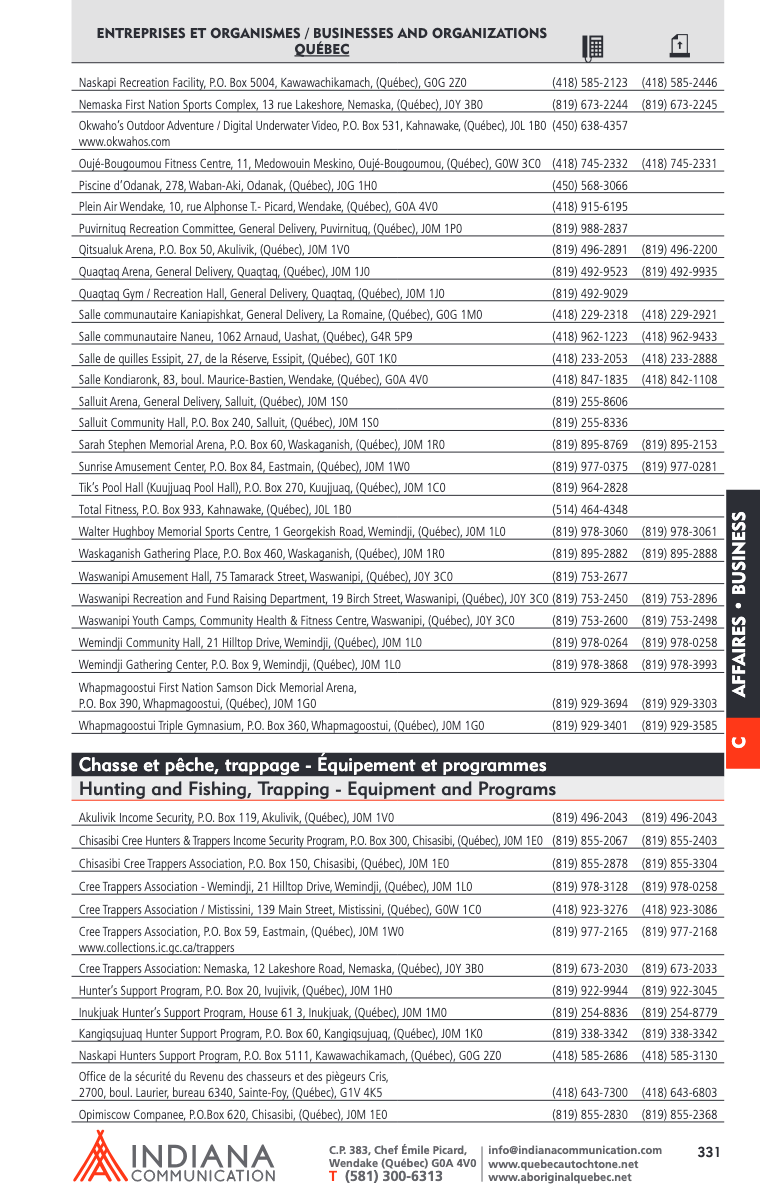 ENTREPRISES ET ORGANISMES / BUSINESSES AND ORGANIZATIONS
QUÉBEC
Naskapi Recreation Facility, P.O. Box 5004, Kawawachikamach, (Québec), G0G 2Z0 (418) 585-2123 (418) 585-2446
Nemaska First Nation Sports Complex, 13 rue Lakeshore, Nemaska, (Québec), J0Y 3B0 (819) 673-2244 (819) 673-2245
Okwaho's Outdoor Adventure / Digital Underwater Video, P.O. Box 531, Kahnawake, (Québec), J0L 1B0 (450) 638-4357
www.okwahos.com
Oujé-Bougoumou Fitness Centre, 11, Medowouin Meskino, Oujé-Bougoumou, (Québec), G0W 3C0 (418) 745-2332 (418) 745-2331
Piscine d'Odanak, 278, Waban-Aki, Odanak, (Québec), J0G 1H0 (450) 568-3066
Plein Air Wendake, 10, rue Alphonse T.- Picard, Wendake, (Québec), G0A 4V0 (418) 915-6195
Puvirnituq Recreation Committee, General Delivery, Puvirnituq, (Québec), J0M 1P0 (819) 988-2837
Qitsualuk Arena, P.O. Box 50, Akulivik, (Québec), J0M 1V0 (819) 496-2891 (819) 496-2200
Quaqtaq Arena, General Delivery, Quaqtaq, (Québec), J0M 1J0 (819) 492-9523 (819) 492-9935
Quaqtaq Gym / Recreation Hall, General Delivery, Quaqtaq, (Québec), J0M 1J0 (819) 492-9029
Salle communautaire Kaniapishkat, General Delivery, La Romaine, (Québec), G0G 1M0 (418) 229-2318 (418) 229-2921
Salle communautaire Naneu, 1062 Arnaud, Uashat, (Québec), G4R 5P9 (418) 962-1223 (418) 962-9433
Salle de quilles Essipit, 27, de la Réserve, Essipit, (Québec), G0T 1K0 (418) 233-2053 (418) 233-2888
Salle Kondiaronk, 83, boul. Maurice-Bastien, Wendake, (Québec), G0A 4V0 (418) 847-1835 (418) 842-1108
Salluit Arena, General Delivery, Salluit, (Québec), J0M 1S0 (819) 255-8606
Salluit Community Hall, P.O. Box 240, Salluit, (Québec), J0M 1S0 (819) 255-8336
Sarah Stephen Memorial Arena, P.O. Box 60, Waskaganish, (Québec), J0M 1R0 (819) 895-8769 (819) 895-2153
Sunrise Amusement Center, P.O. Box 84, Eastmain, (Québec), J0M 1W0 (819) 977-0375 (819) 977-0281
Tik's Pool Hall (Kuujjuaq Pool Hall), P.O. Box 270, Kuujjuaq, (Québec), J0M 1C0 (819) 964-2828
Total Fitness, P.O. Box 933, Kahnawake, (Québec), J0L 1B0 (514) 464-4348
Walter Hughboy Memorial Sports Centre, 1 Georgekish Road, Wemindji, (Québec), J0M 1L0 (819) 978-3060 (819) 978-3061
Waskaganish Gathering Place, P.O. Box 460, Waskaganish, (Québec), J0M 1R0 (819) 895-2882 (819) 895-2888
Waswanipi Amusement Hall, 75 Tamarack Street, Waswanipi, (Québec), J0Y 3C0 (819) 753-2677
Waswanipi Recreation and Fund Raising Department, 19 Birch Street, Waswanipi, (Québec), J0Y 3C0 (819) 753-2450 (819) 753-2896
Waswanipi Youth Camps, Community Health & Fitness Centre, Waswanipi, (Québec), J0Y 3C0 (819) 753-2600 (819) 753-2498
Wemindji Community Hall, 21 Hilltop Drive, Wemindji, (Québec), J0M 1L0 (819) 978-0264 (819) 978-0258
Wemindji Gathering Center, P.O. Box 9, Wemindji, (Québec), J0M 1L0 (819) 978-3868 (819) 978-3993
Whapmagoostui First Nation Samson Dick Memorial Arena,
P.O. Box 390, Whapmagoostui, (Québec), J0M 1G0 (819) 929-3694 (819) 929-3303
Whapmagoostui Triple Gymnasium, P.O. Box 360, Whapmagoostui, J0M 1G0 (819) 929-3401 (819) 929-3585
AFFAIRES • BUSINESS
C
Chasse et pêche, trappage - Équipement et programmes
Hunting and Fishing, Trapping - Equipment and Programs
Akulivik Income Security, P.O. Box 119, Akulivik, (Québec), J0M 1V0 (819) 496-2043 (819) 496-2043
Chisasibi Cree Hunters & Trappers Income Security Program, P.O. Box 300, Chisasibi, (Québec), J0M 1E0 (819) 855-2067 (819) 855-2403
Chisasibi Cree Trappers Association, P.O. Box 150, Chisasibi, (Québec), J0M 1E0 (819) 855-2878 (819) 855-3304
Cree Trappers Association - Wemindji, 21 Hilltop Drive, Wemindji, (Québec), J0M 1L0 (819) 978-3128 (819) 978-0258
Cree Trappers Association / Mistissini, 139 Main Street, Mistissini, (Québec), G0W 1C0 (418) 923-3276 (418) 923-3086
Cree Trappers Association, P.O. Box 59, Eastmain, (Québec), J0M 1W0 (819) 977-2165 (819) 977-2168
www.collections.ic.gc.ca/trappers
Cree Trappers Association: Nemaska, 12 Lakeshore Road, Nemaska, (Québec), J0Y 3B0 (819) 673-2030 (819) 673-2033
Hunter's Support Program, P.O. Box 20, Ivujivik, (Québec), J0M 1H0 (819) 922-9944 (819) 922-3045
Inukjuak Hunter's Support Program, House 61 3, Inukjuak, (Québec), J0M 1M0 (819) 254-8836 (819) 254-8779
Kangiqsujuaq Hunter Support Program, P.O. Box 60, Kangiqsujuaq, (Québec), J0M 1K0 (819) 338-3342 (819) 338-3342
Naskapi Hunters Support Program, P.O. Box 5111, Kawawachikamach, (Québec), G0G 2Z0 (418) 585-2686 (418) 585-3130
Office de la sécurité du Revenu des chasseurs et des piègeurs Cris,
2700, boul. Laurier, bureau 6340, Sainte-Foy, (Québec), G1V 4K5 (418) 643-7300 (418) 643-6803
Opimiscow Companee, P.O.Box 620, Chisasibi, (Québec), J0M 1E0 (819) 855-2830 (819) 855-2368
INDIANA
COMMUNICATION
C.P. 383, Chef Émile Picard,
Wendake (Québec) G0A 4V0
T (581) 300-6313
info@indianacommunication.com
www.quebecautochtone.net
www.aboriginalquebec.net
331